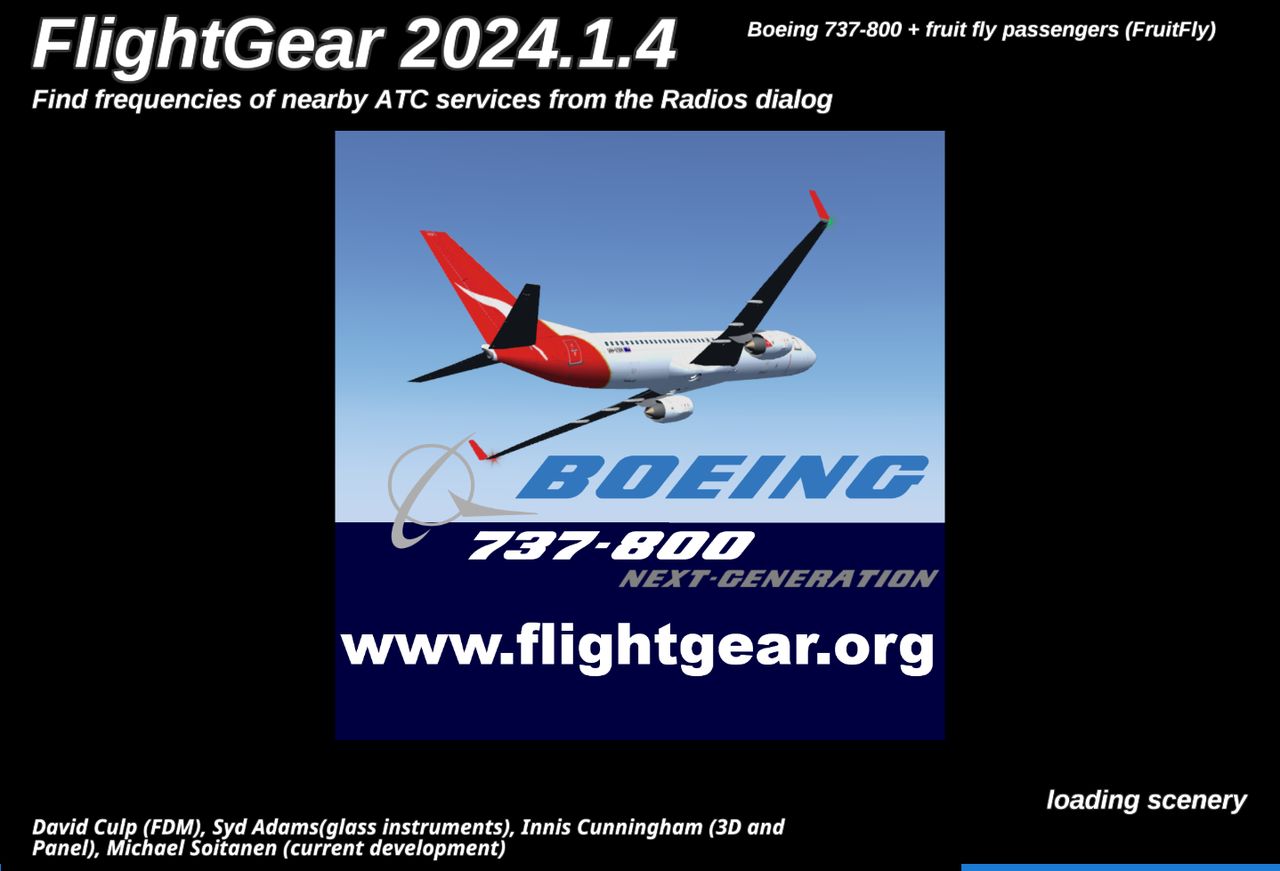 FlightGear 2024.1.4
Boeing 737-800 + fruit fly passengers (FruitFly)
Find frequencies of nearby ATC services from the Radios dialog
BOEING
737-800
NEXT-GENERATION
www.flightgear.org
loading scenery
David Culp (FDM), Syd Adams(glass instruments), Innis Cunningham (3D and
Panel), Michael Soitanen (current development)